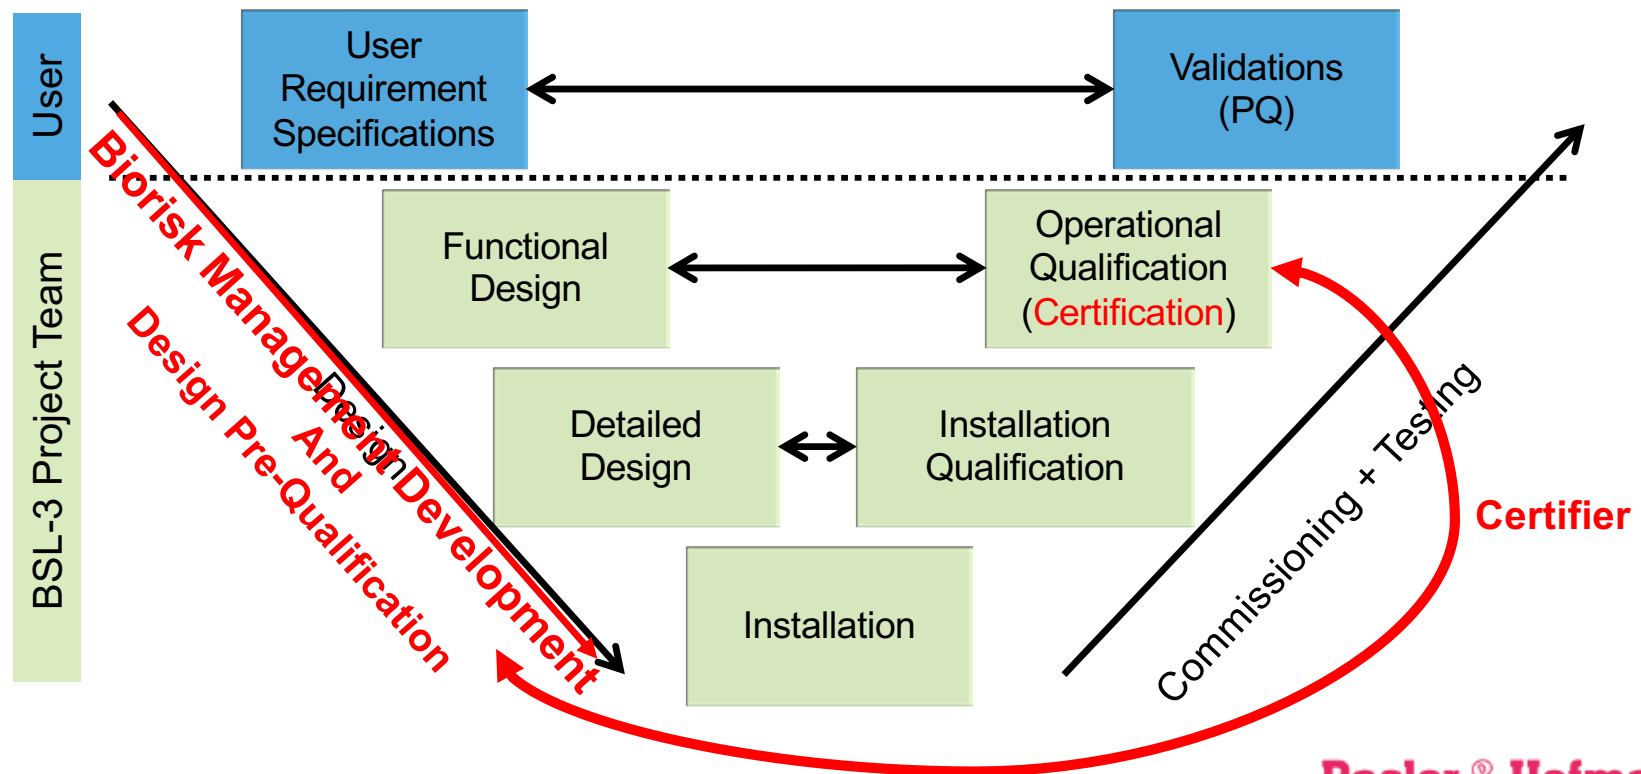 User
User
Requirement
Specifications
Validations
(PQ)
BSL-3 Project Team
Biorisk Management Development
And
Design Pre-Qualification
Design
Functional
Design
Operational
Qualification
(Certification)
Detailed
Design
Installation
Qualification
Installation
Commissioning + Testing
Certifier